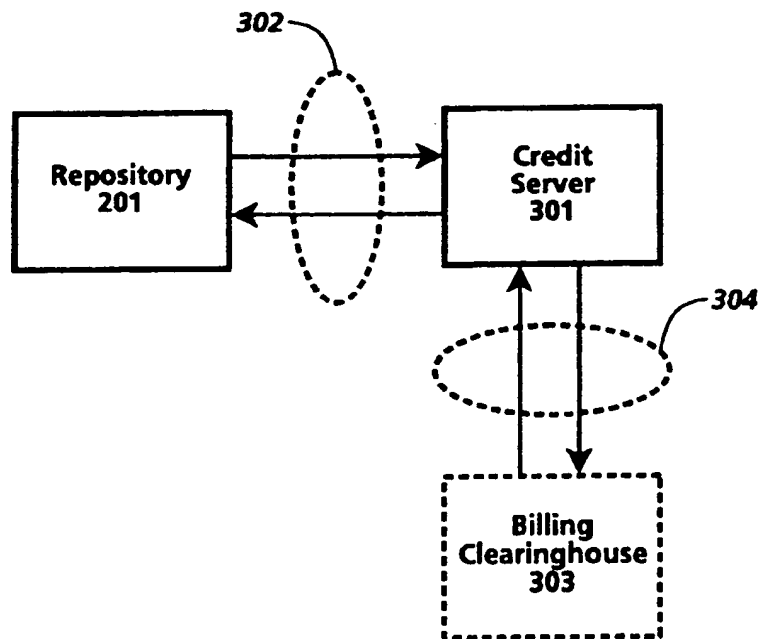 302
Repository
201
Credit
Server
301
304
Billing
Clearinghouse
303